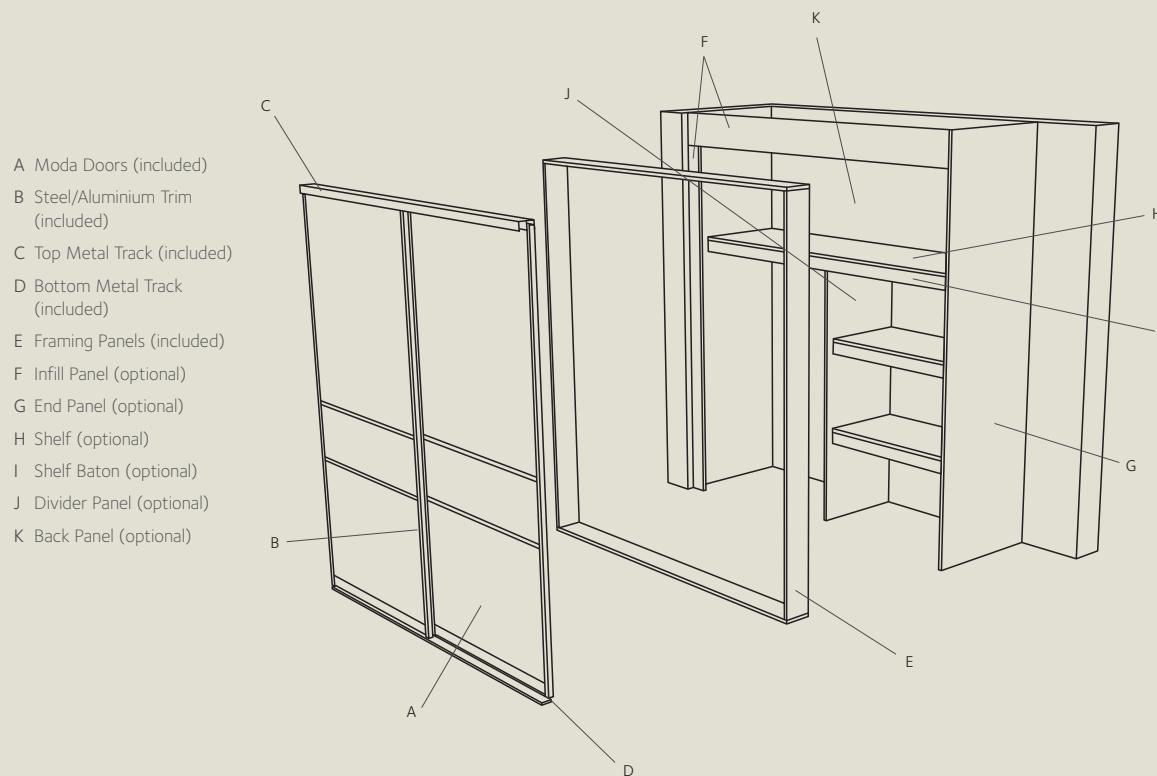 K
F
J
C
A Moda Doors (included)
B Steel/Aluminium Trim
(included)
H
C Top Metal Track (included)
D Bottom Metal Track
(included)
E Framing Panels (included)
F Infill Panel (optional)
G End Panel (optional)
H Shelf (optional)
I Shelf Baton (optional)
G
J Divider Panel (optional)
K Back Panel (optional)
B
E
A
D